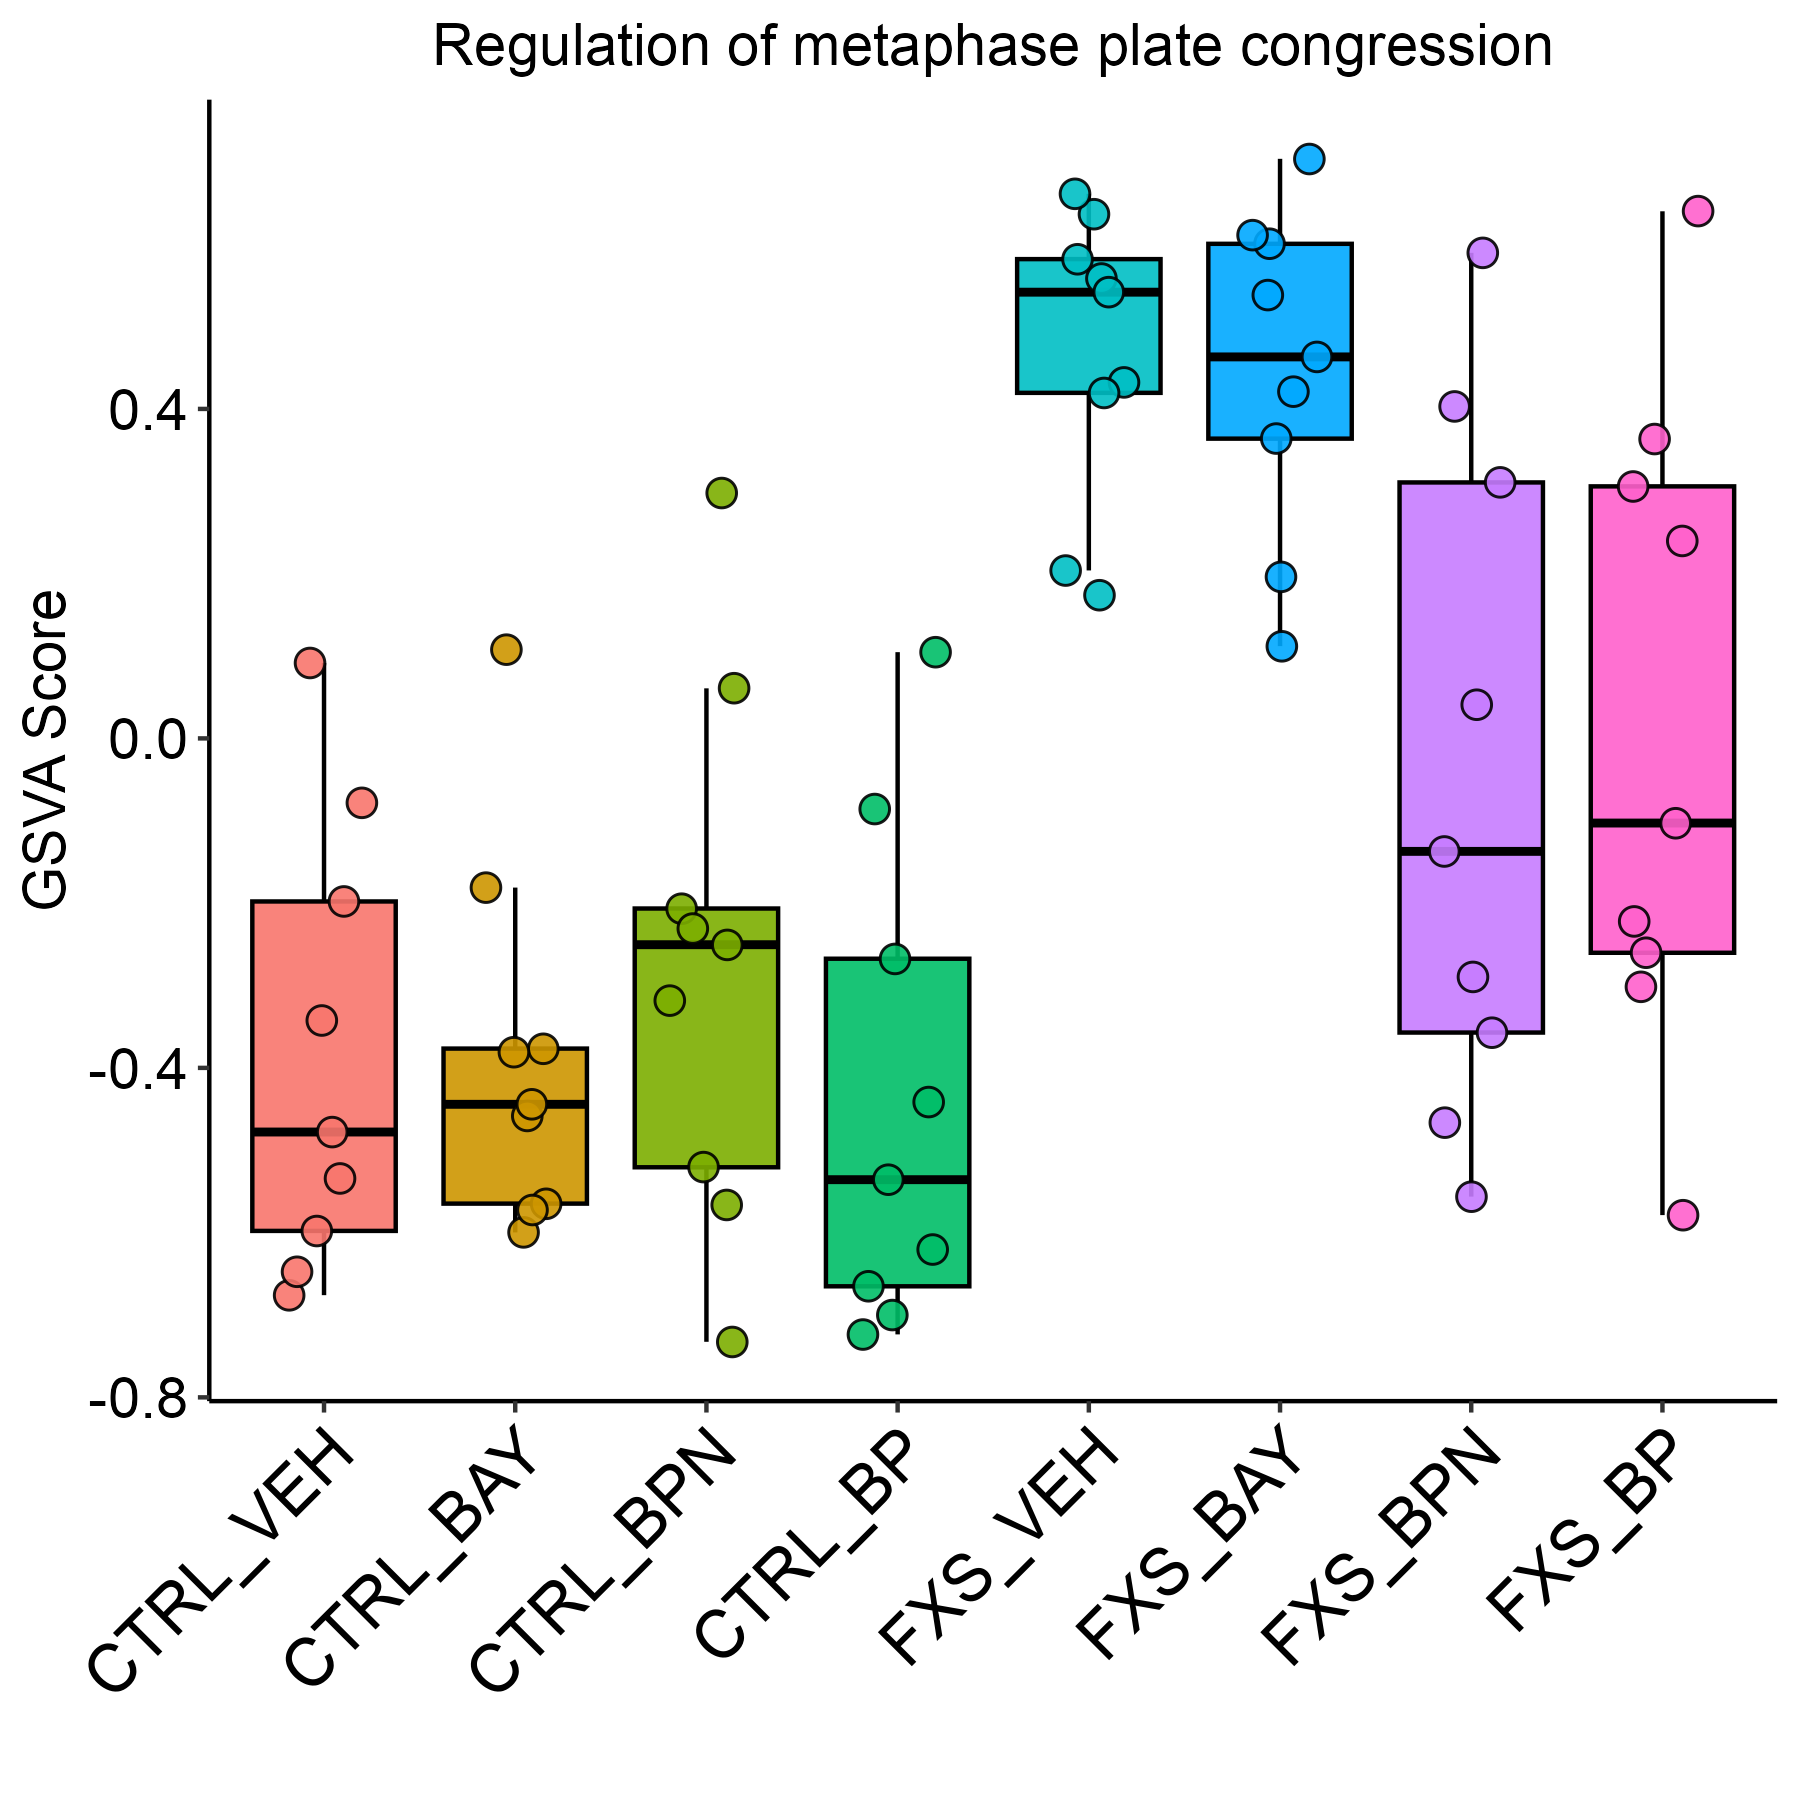 Regulation of metaphase plate congression
GSVA Score
0.4
0.0
-0.4
-0.8
CTRL_VEH
CTRL_BAY
CTRL_BPN
CTRL_BP
FXS_VEH
FXS_BAY
FXS_BPN
FXS_BP